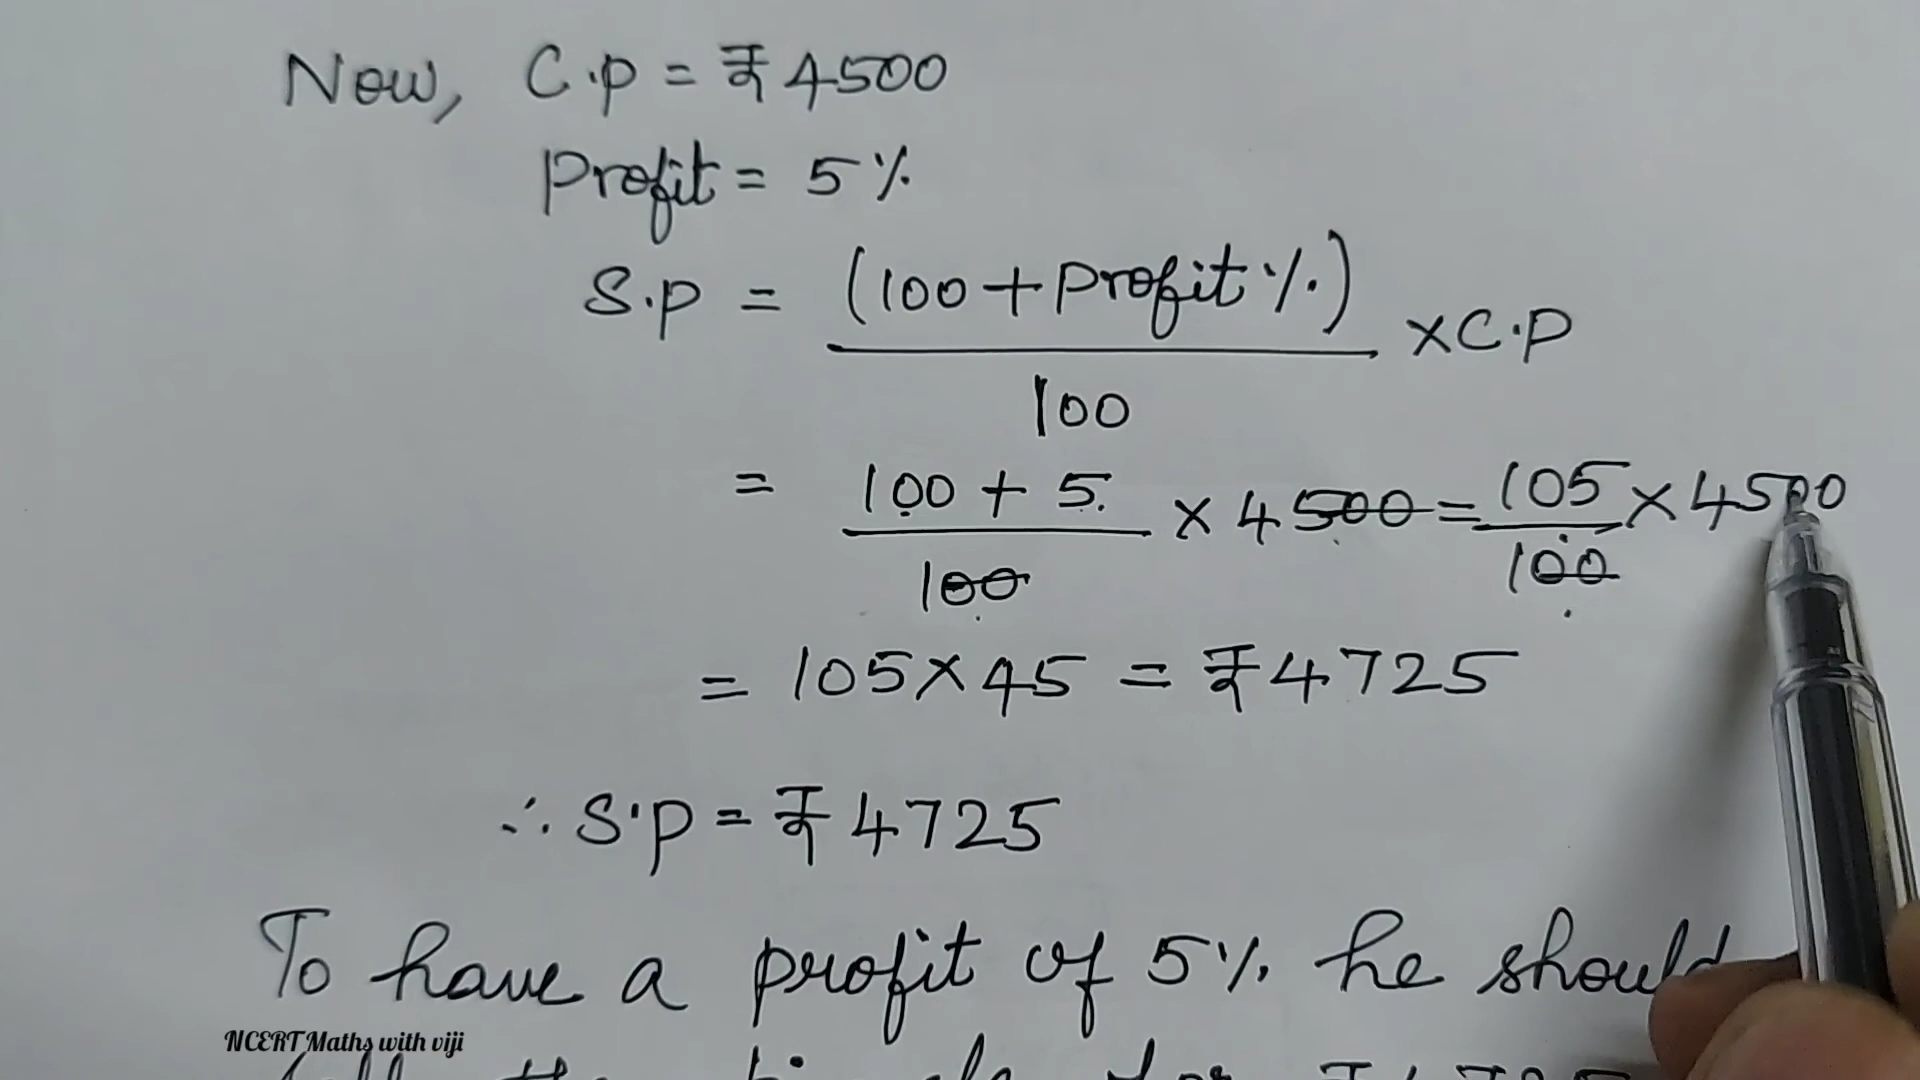 Now, C.P = ₹ 4500
Profit = 5%
S.P = (100 + Profit %) / 100 × C.P
= 100 + 5 / 100 × 4500 = 105 / 100 × 4500
= 105 × 45 = ₹ 4725
∴ S.P = ₹ 4725
To have a profit of 5% he should
NCERT Maths with viji